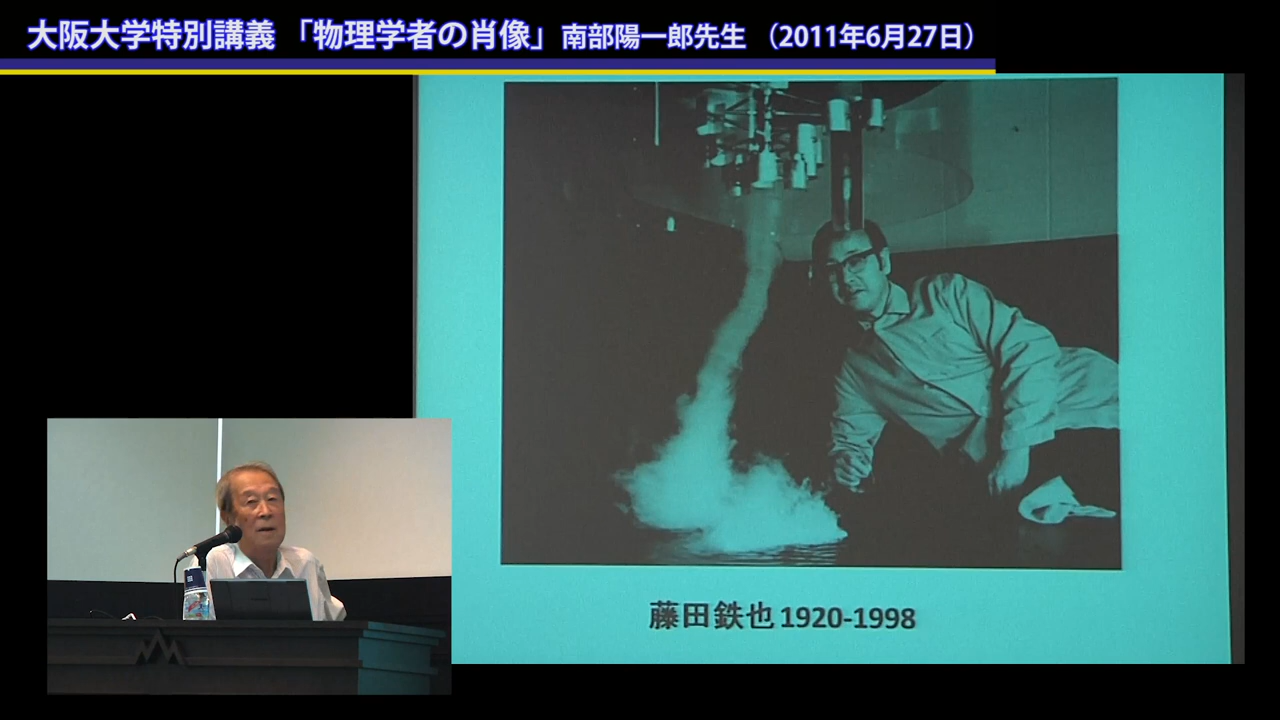 大阪大学特別講義 「物理学者の肖像」 南部陽一郎先生 （2011年6月27日）
藤田鉄也 1920-1998